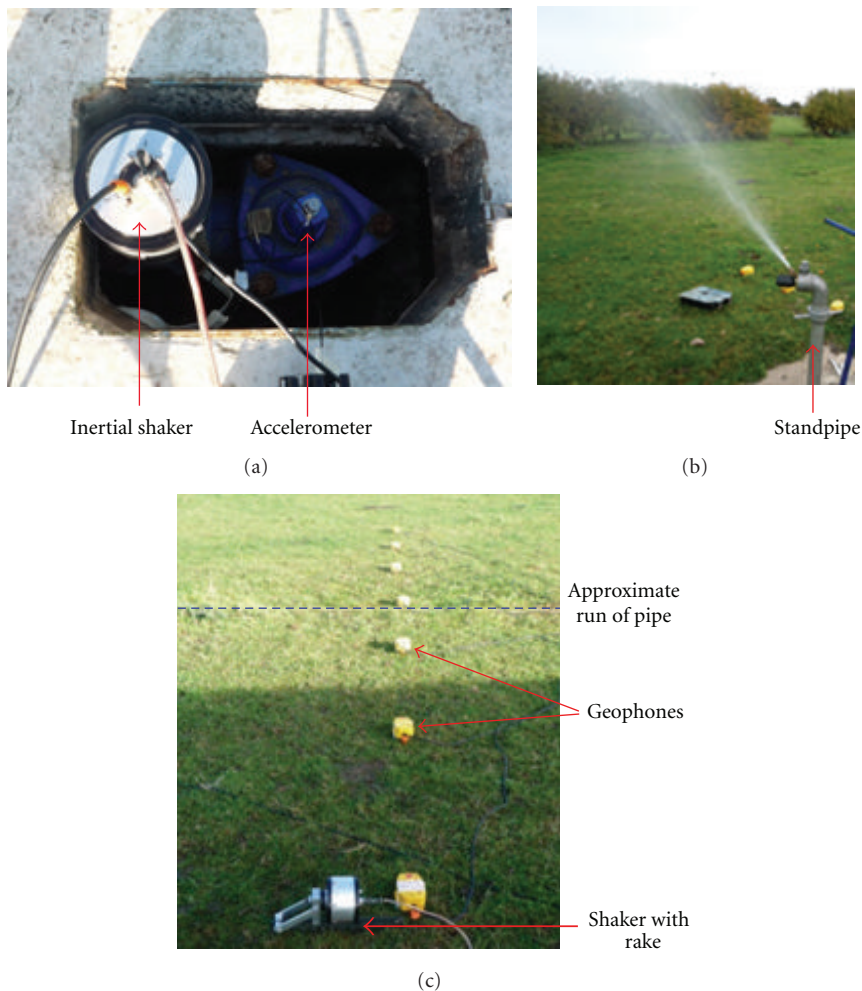 Inertial shaker
Accelerometer
Standpipe
(a)
(b)
Approximate
run of pipe
Geophones
Shaker with
rake
(c)